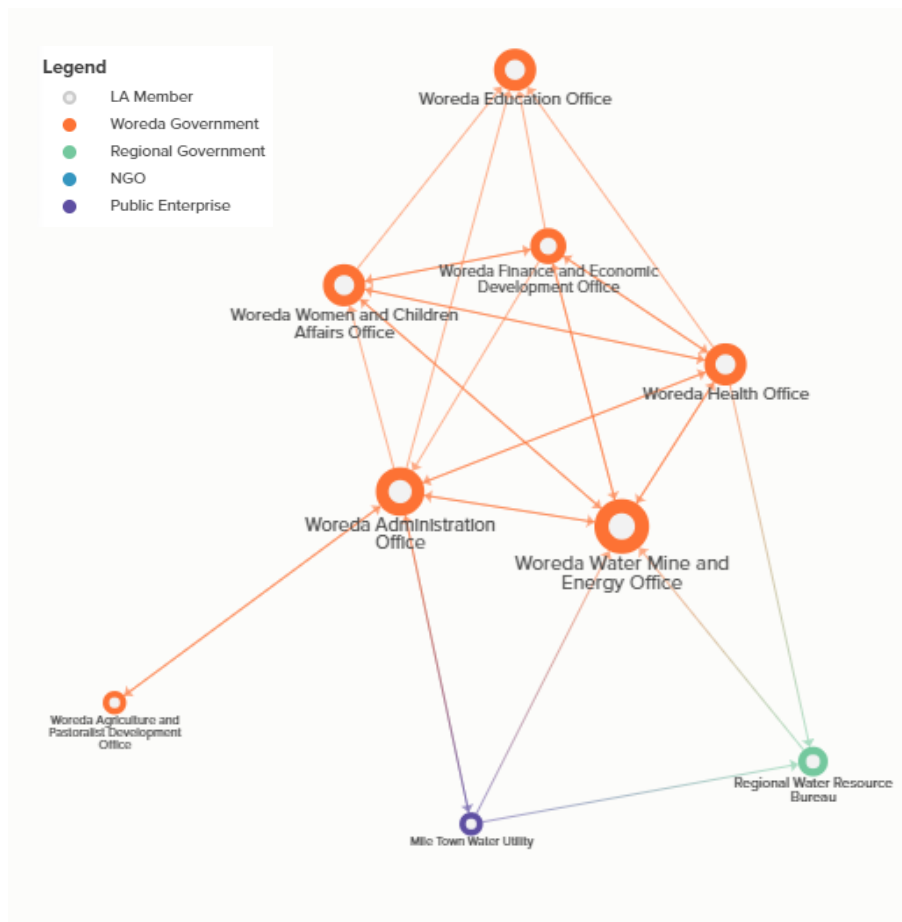 Legend
LA Member
Woreda Government
Regional Government
NGO
Public Enterprise
Woreda Education Office
Woreda Finance and Economic
Development Office
Woreda Women and Children
Affairs Office
Woreda Health Office
Woreda Administration
Office
Woreda Water Mine and
Energy Office
Woreda Agriculture and
Pastoralist Development
Office
Regional Water Resource
Bureau
Mile Town Water Utility